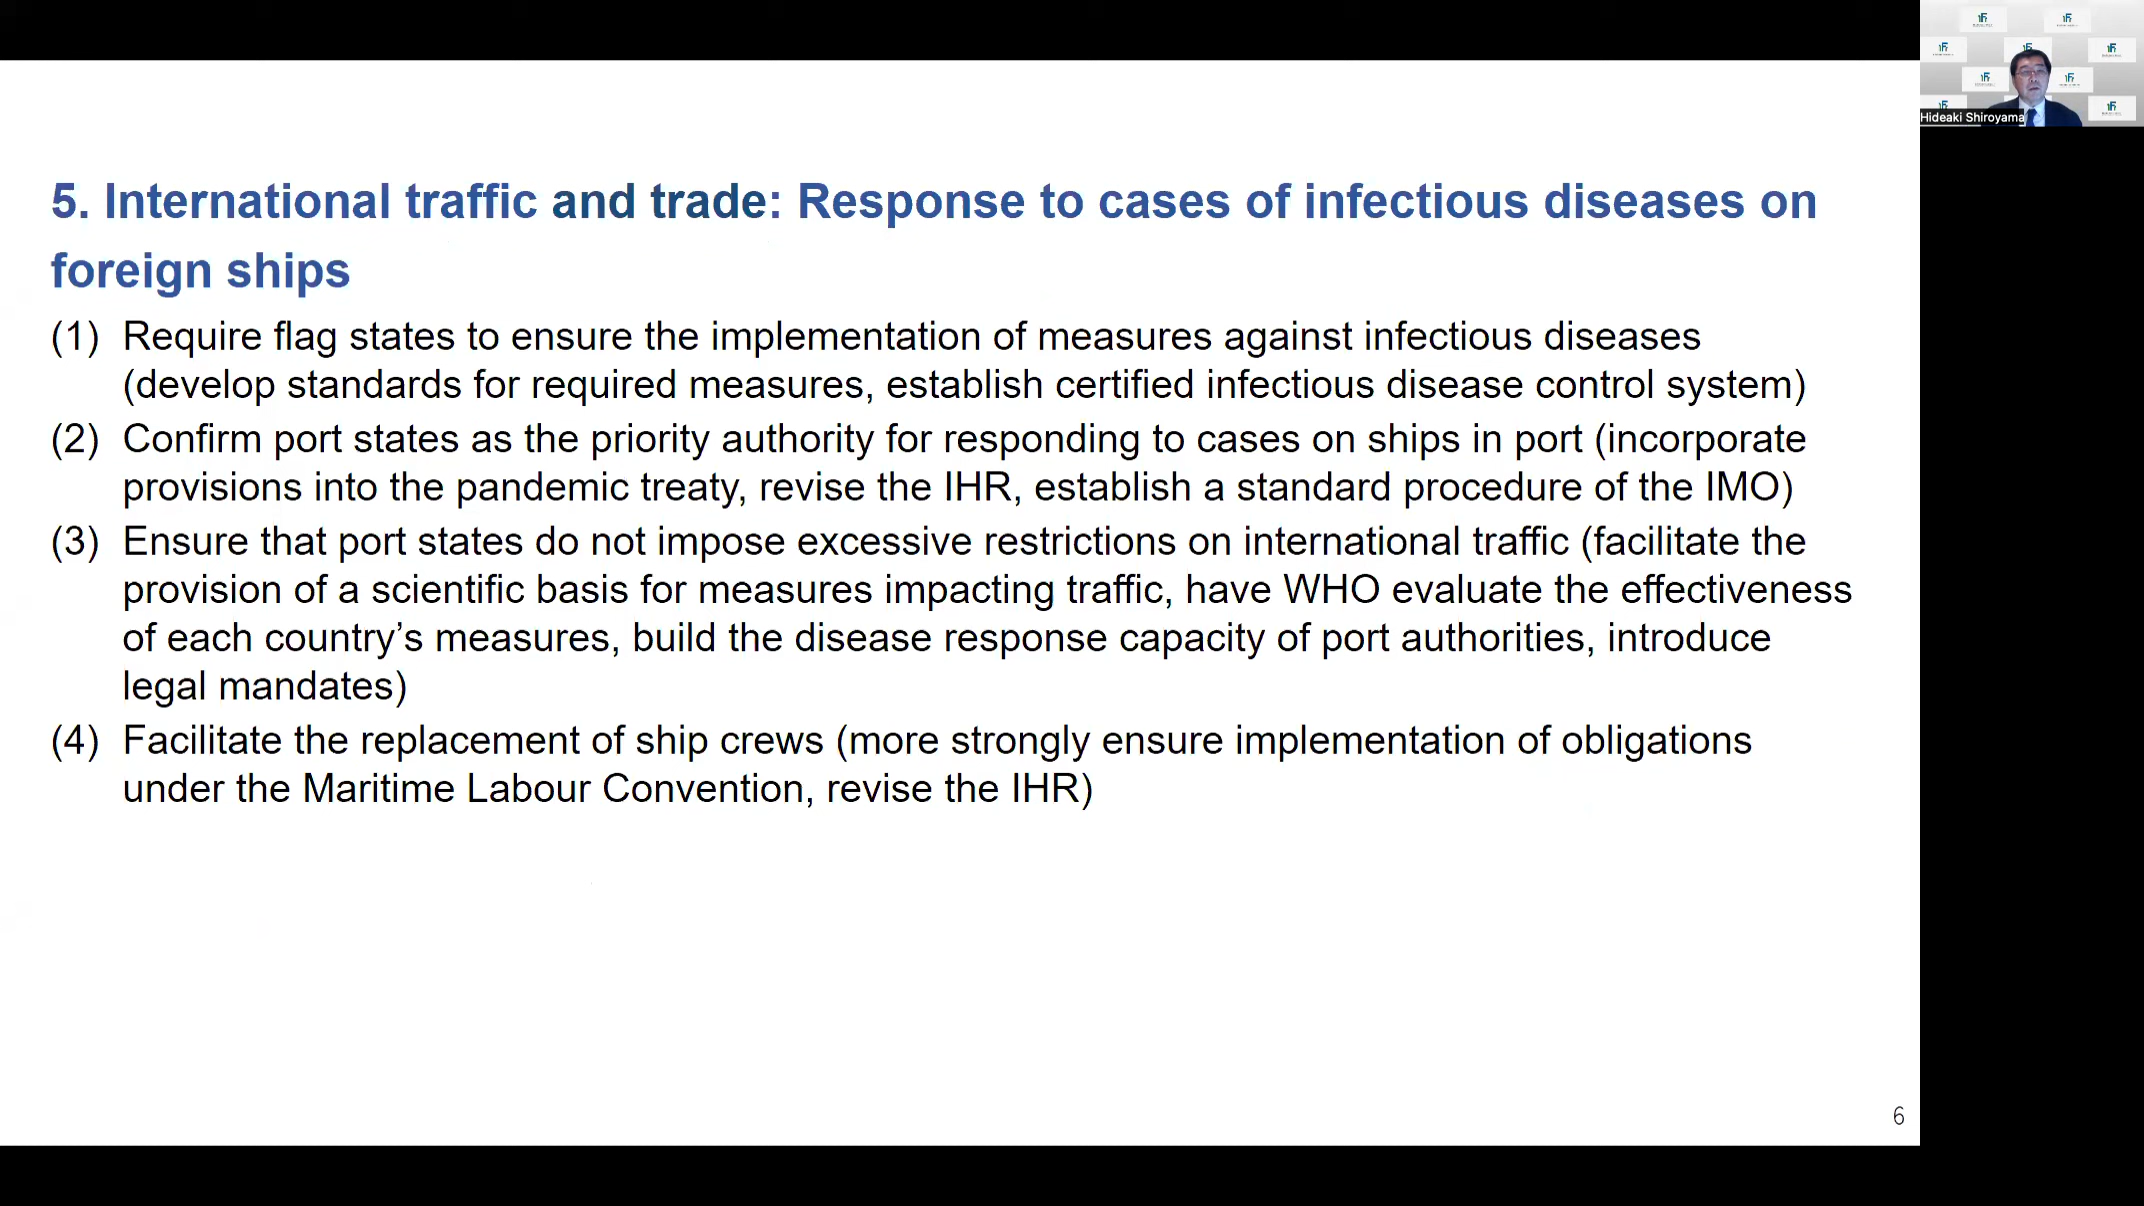 5. International traffic and trade: Response to cases of infectious diseases on
foreign ships
(1) Require flag states to ensure the implementation of measures against infectious diseases
(develop standards for required measures, establish certified infectious disease control system)
(2) Confirm port states as the priority authority for responding to cases on ships in port (incorporate
provisions into the pandemic treaty, revise the IHR, establish a standard procedure of the IMO)
(3) Ensure that port states do not impose excessive restrictions on international traffic (facilitate the
provision of a scientific basis for measures impacting traffic, have WHO evaluate the effectiveness
of each country’s measures, build the disease response capacity of port authorities, introduce
legal mandates)
(4) Facilitate the replacement of ship crews (more strongly ensure implementation of obligations
under the Maritime Labour Convention, revise the IHR)
6
Hideaki Shiroyama